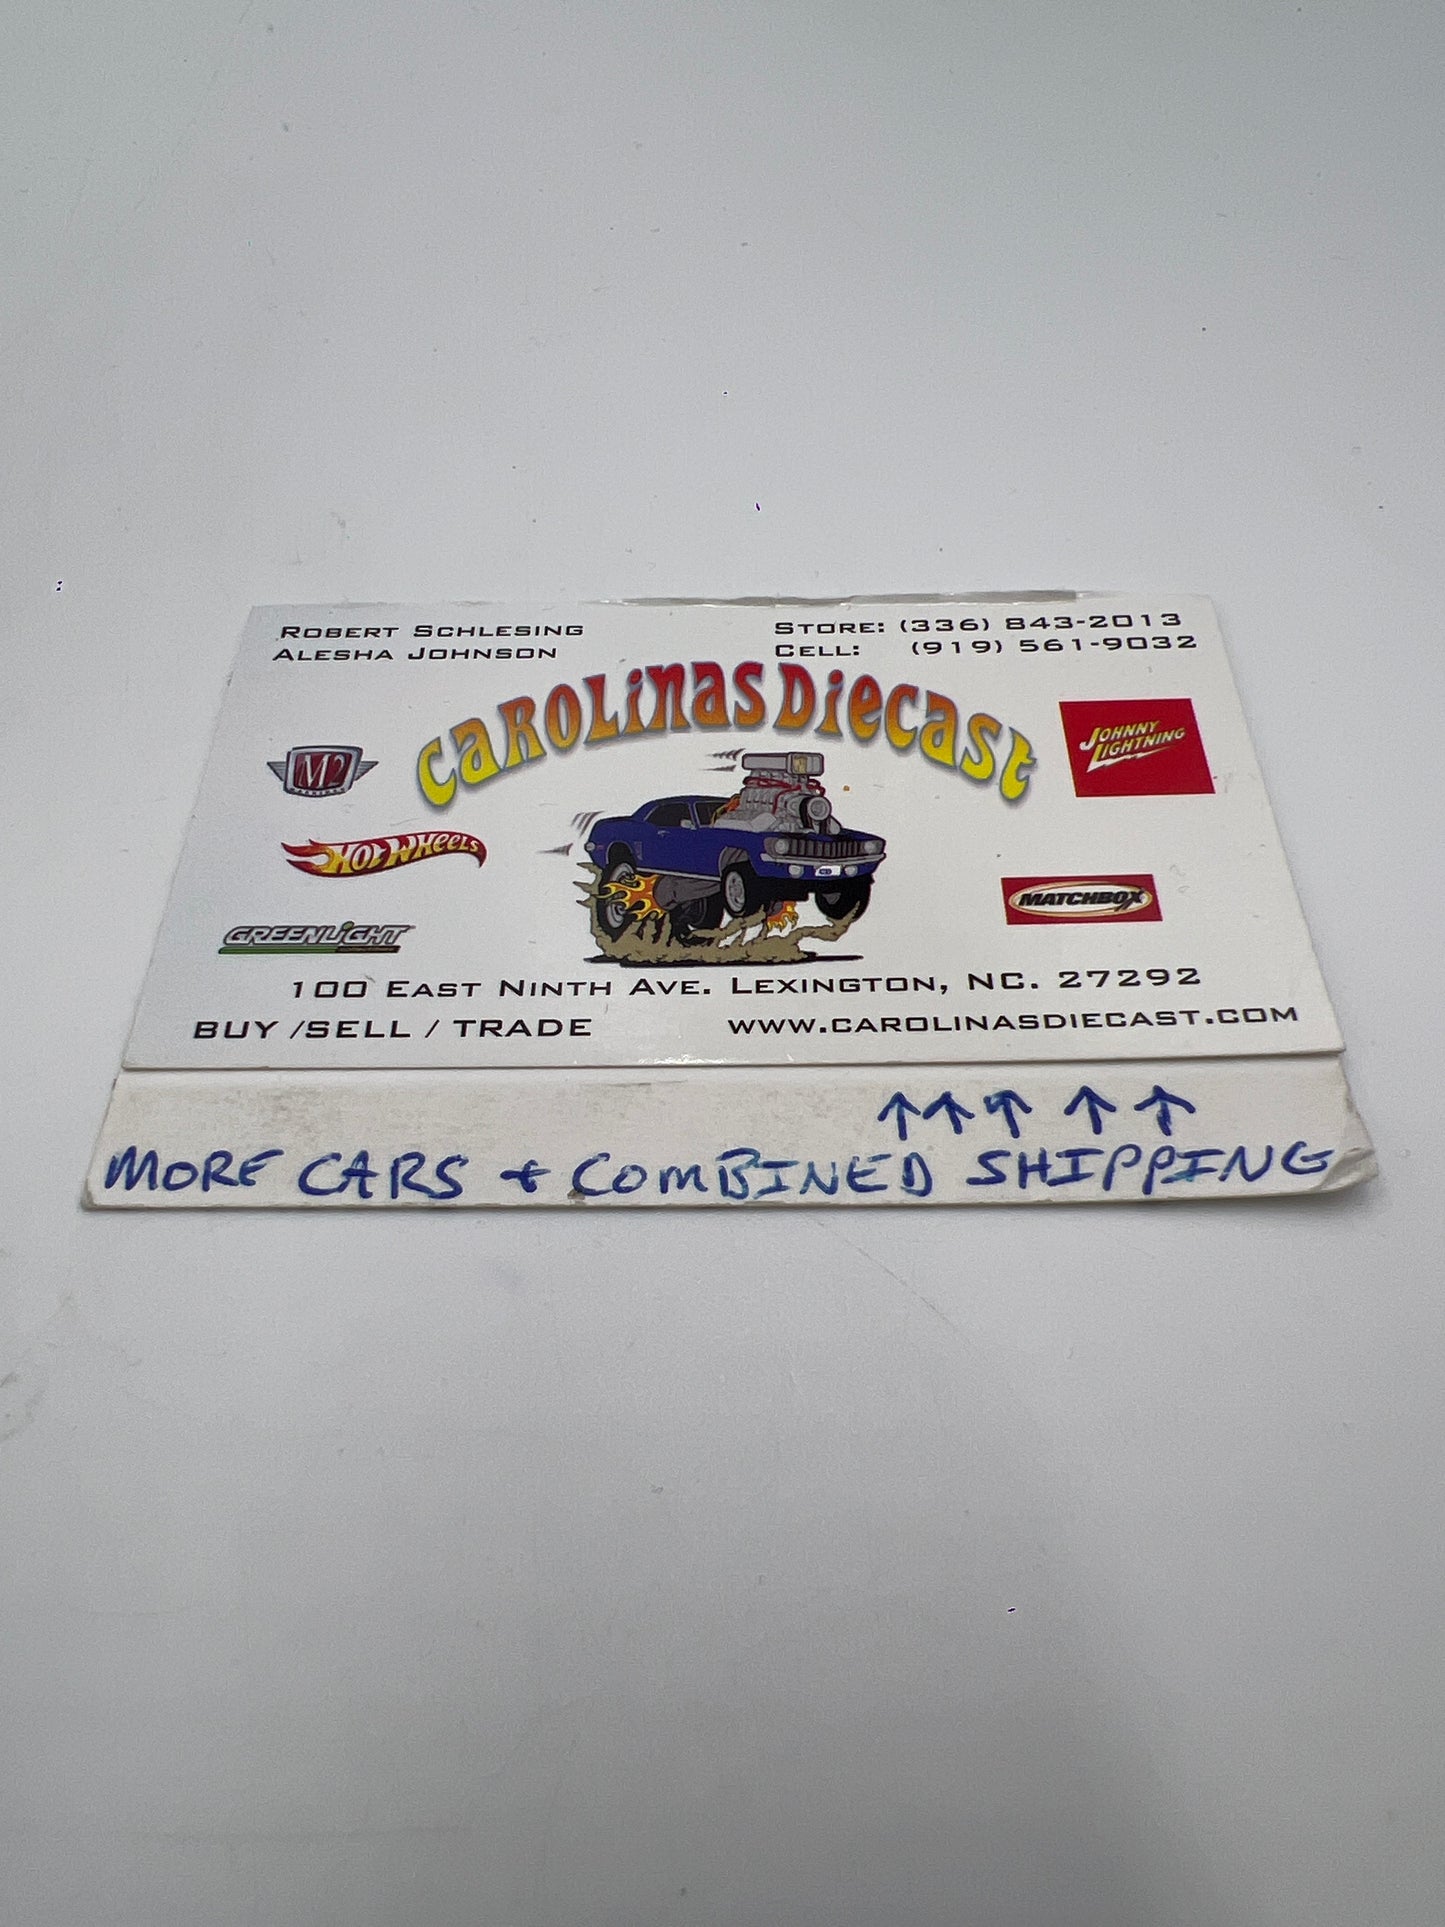 ROBERT SCHLESING
ALESHA JOHNSON
STORE: (336) 843-2013
CELL: (919) 561-9032
CAROLINAS DIECAST
M2
JOHNNY LIGHTNING
HOT WHEELS
MATCHBOX
GREENLIGHT
100 EAST NINTH AVE. LEXINGTON, NC. 27292
BUY /SELL / TRADE
WWW.CAROLINASDIECAST.COM
↑↑↑ ↑ ↑
MORE CARS + COMBINED SHIPPING